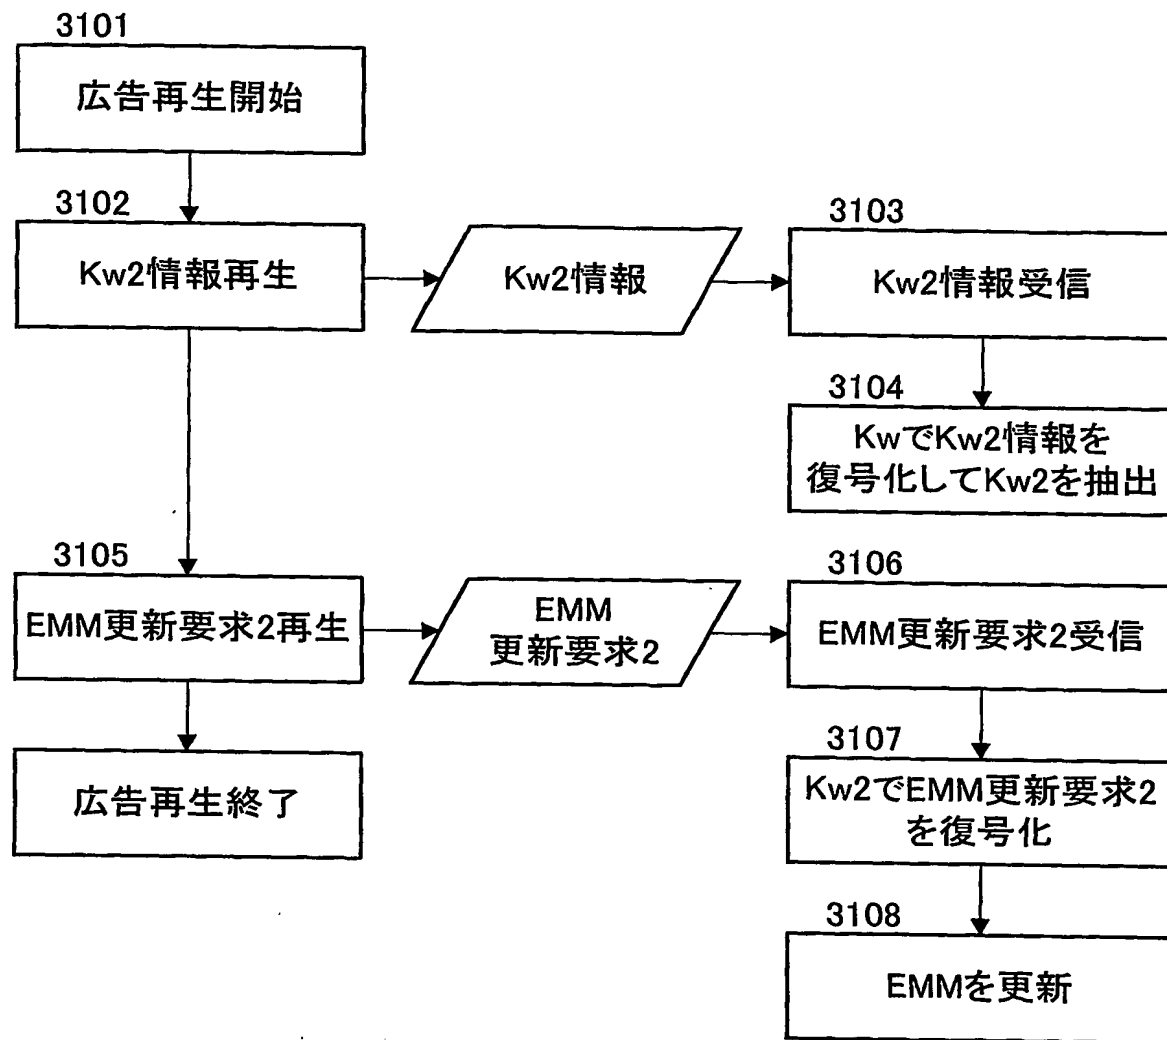 3101
広告再生開始
3102
Kw2情報再生
Kw2情報
3103
Kw2情報受信
3104
KwでKw2情報を
復号化してKw2を抽出
3105
EMM更新要求2再生
EMM
更新要求2
3106
EMM更新要求2受信
広告再生終了
3107
Kw2でEMM更新要求2
を復号化
3108
EMMを更新